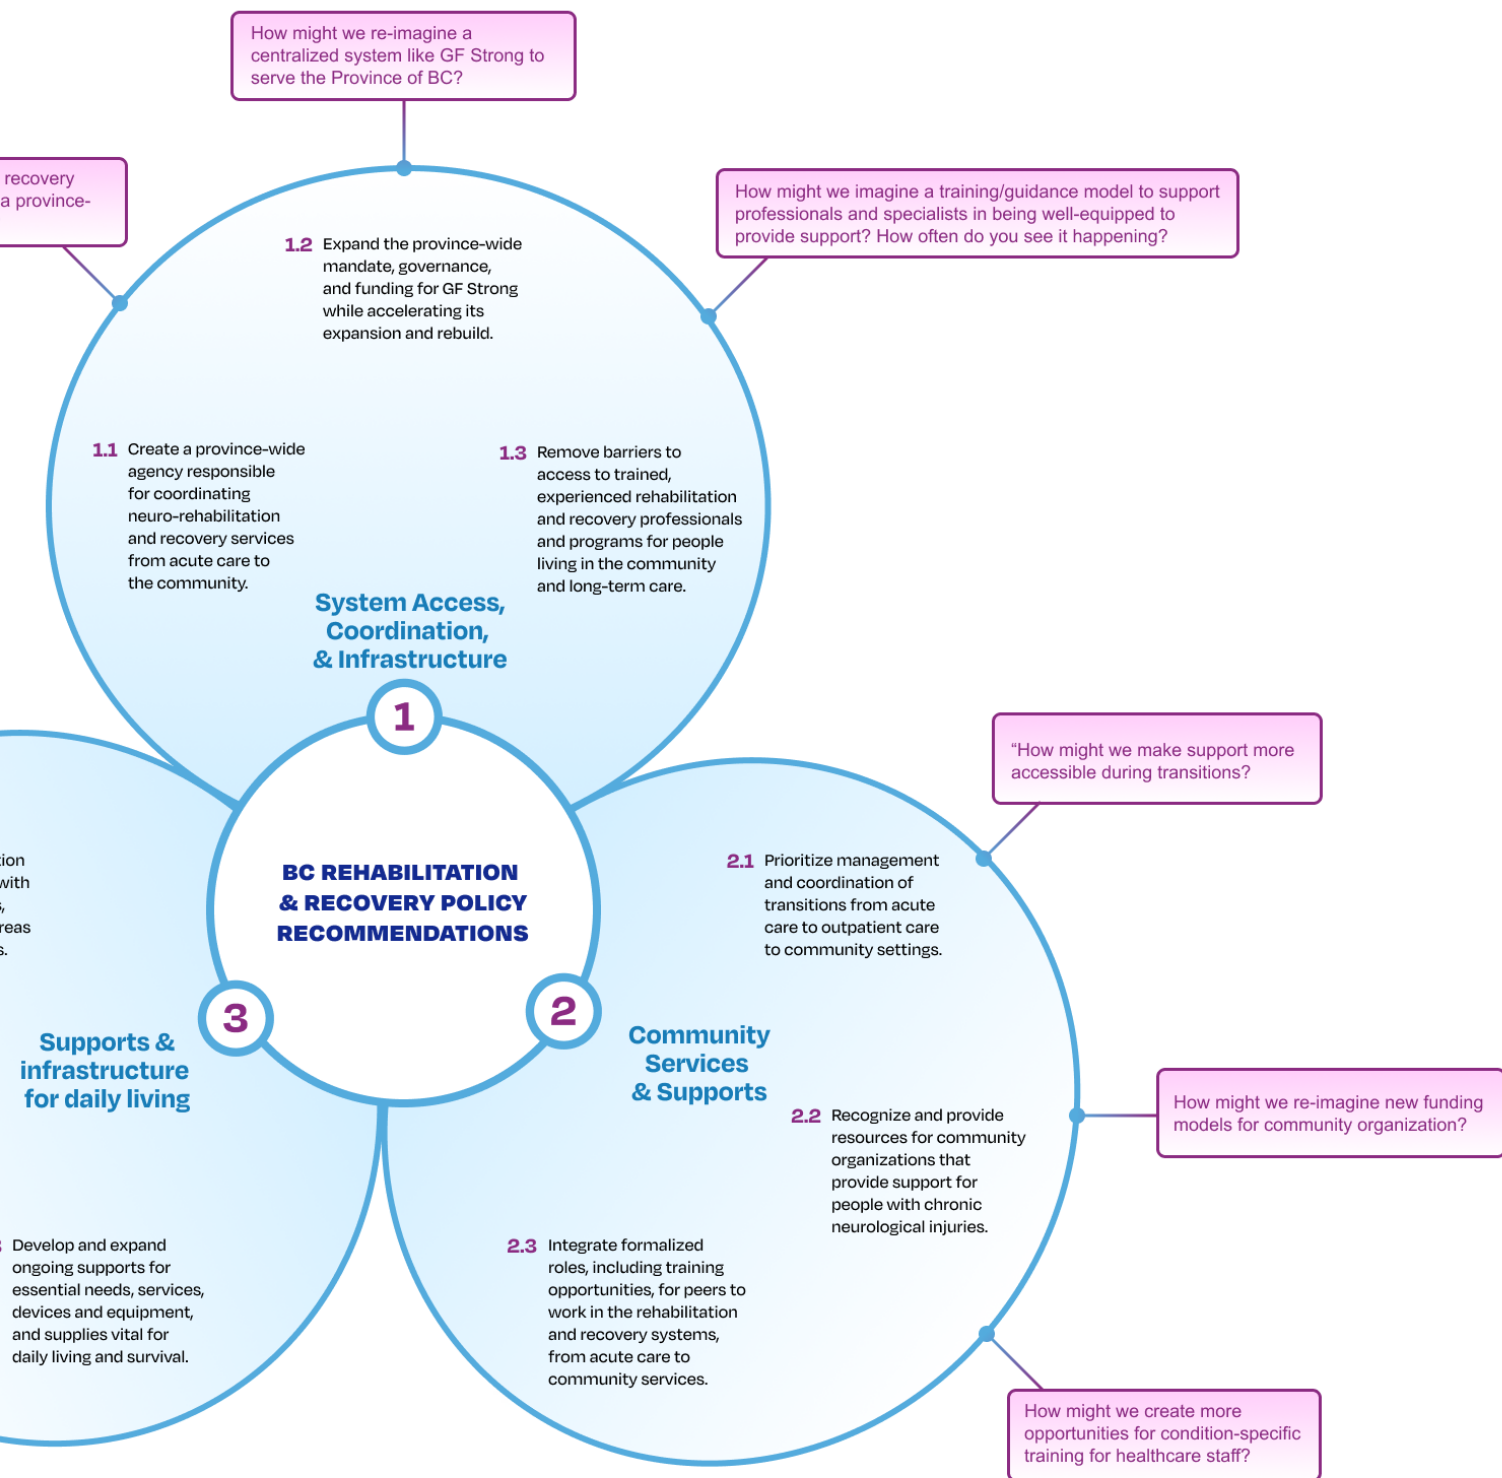 How might we re-imagine a
centralized system like GF Strong to
serve the Province of BC?
recovery
a province-
How might we imagine a training/guidance model to support
professionals and specialists in being well-equipped to
provide support? How often do you see it happening?
1.2 Expand the province-wide
mandate, governance,
and funding for GF Strong
while accelerating its
expansion and rebuild.
1.1 Create a province-wide
agency responsible
for coordinating
neuro-rehabilitation
and recovery services
from acute care to
the community.
1.3 Remove barriers to
access to trained,
experienced rehabilitation
and recovery professionals
and programs for people
living in the community
and long-term care.
System Access,
Coordination,
& Infrastructure
1
BC REHABILITATION
& RECOVERY POLICY
RECOMMENDATIONS
“How might we make support more
accessible during transitions?
2.1 Prioritize management
and coordination of
transitions from acute
care to outpatient care
to community settings.
with
3
2
Supports &
infrastructure
for daily living
Community
Services
& Supports
2.2 Recognize and provide
resources for community
organizations that
provide support for
people with chronic
neurological injuries.
How might we re-imagine new funding
models for community organization?
Develop and expand
ongoing supports for
essential needs, services,
devices and equipment,
and supplies vital for
daily living and survival.
2.3 Integrate formalized
roles, including training
opportunities, for peers to
work in the rehabilitation
and recovery systems,
from acute care to
community services.
How might we create more
opportunities for condition-specific
training for healthcare staff?